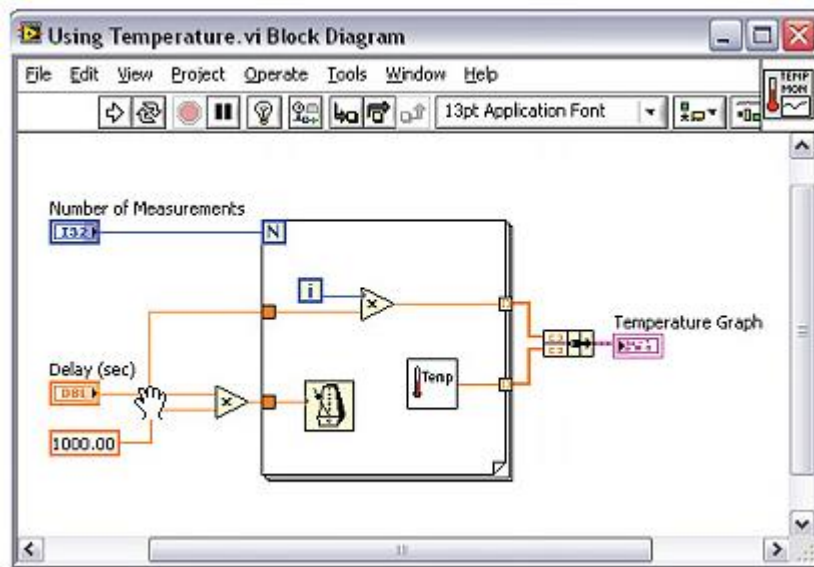 Using Temperature.vi Block Diagram
File Edit View Project Operate Tools Window Help
TEMP
MON
13pt Application Font
Number of Measurements
I32
N
i
x
Temperature Graph
Delay (sec)
Temp
DBL
x
1000.00